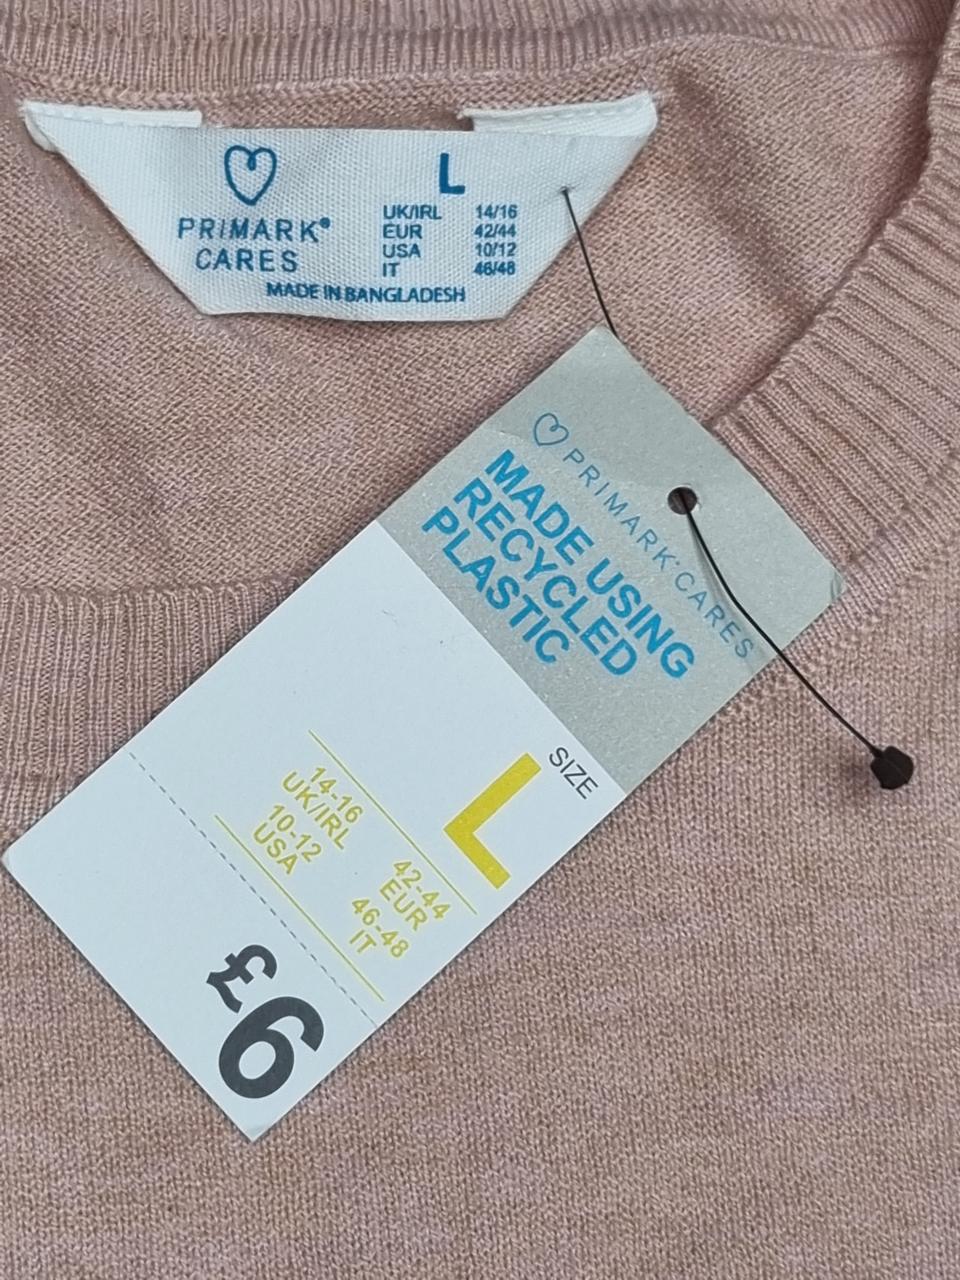 PRIMARK®
CARES
L
UK/IRL 14/16
EUR 42/44
USA 10/12
IT 46/48
MADE IN BANGLADESH
PRIMARK® CARES
MADE USING
RECYCLED
PLASTIC
SIZE
L
42-44
EUR
46-48
IT
14-16
UK/IRL
10-12
USA
£6